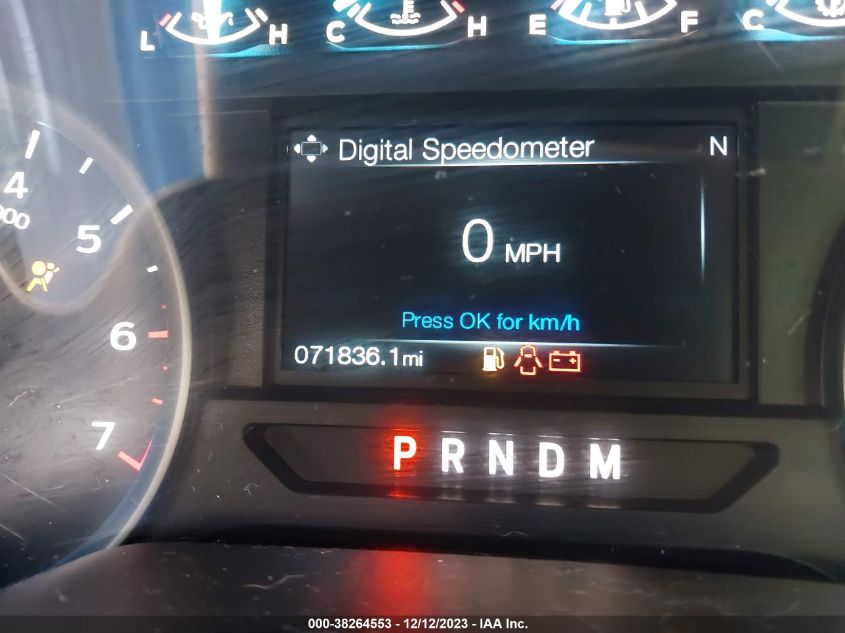 L H C H E F C
4
000
5
6
7
Digital Speedometer N
0 MPH
Press OK for km/h
071836.1mi
P R N D M
000-38264553 - 12/12/2023 - IAA Inc.